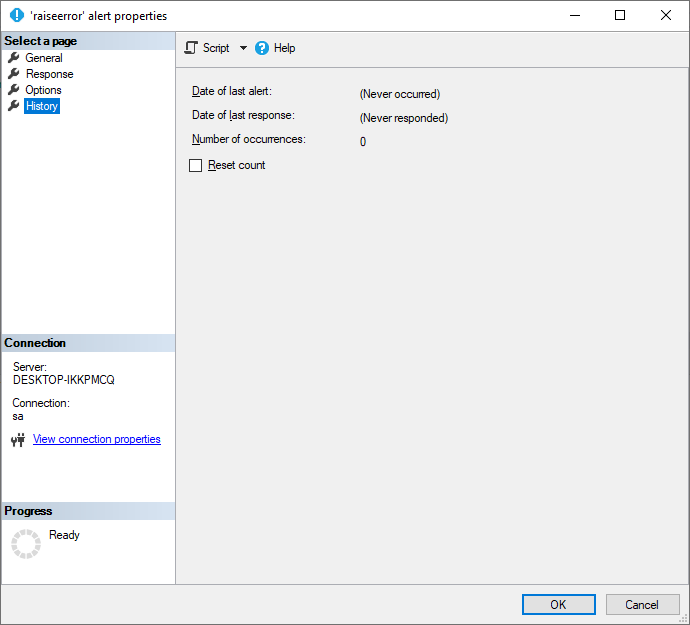 'raiseerror' alert properties
Select a page
General
Response
Options
History
Script
Help
Date of last alert:
(Never occurred)
Date of last response:
(Never responded)
Number of occurrences:
0
Reset count
Connection
Server:
DESKTOP-IKKPMCQ
Connection:
sa
View connection properties
Progress
Ready
OK
Cancel